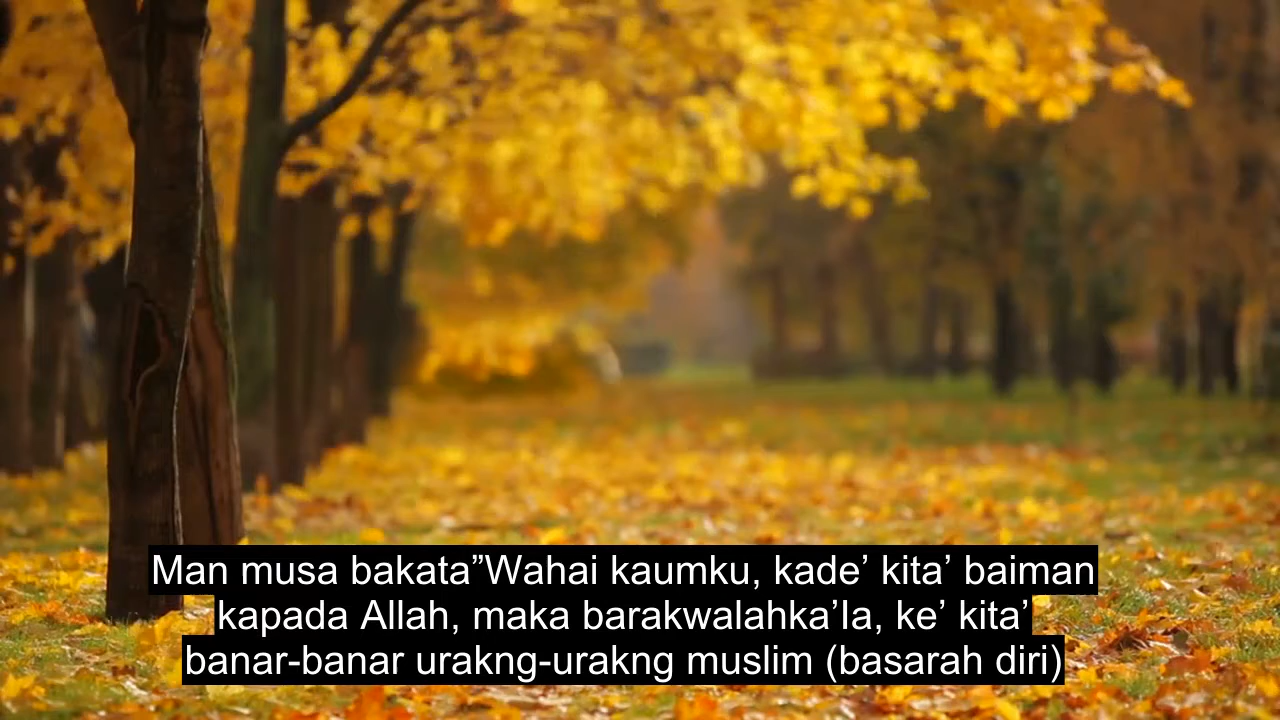 Man musa bakata”Wahai kaumku, kade’ kita’ baiman
kapada Allah, maka barakwalahka’Ia, ke’ kita’
banar-banar urakng-urakng muslim (basarah diri)